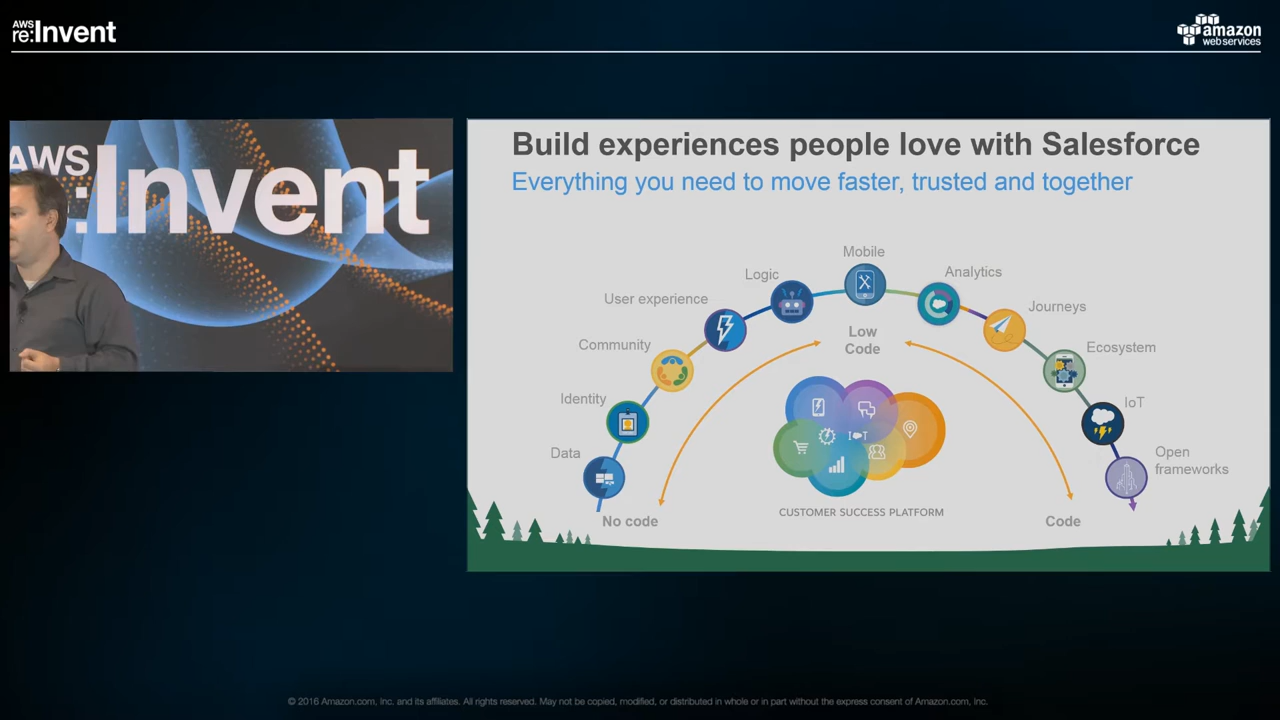 AWS
re:Invent
amazon
web services
AWS
:Invent
Build experiences people love with Salesforce
Everything you need to move faster, trusted and together
Mobile
Logic
Analytics
User experience
Journeys
Low
Code
Community
Ecosystem
Identity
IoT
Data
Open
frameworks
IoT
CUSTOMER SUCCESS PLATFORM
No code
Code
© 2016 Amazon.com, Inc. and its affiliates. All rights reserved. May not be copied, modified, or distributed in whole or in part without the express consent of Amazon.com, Inc.